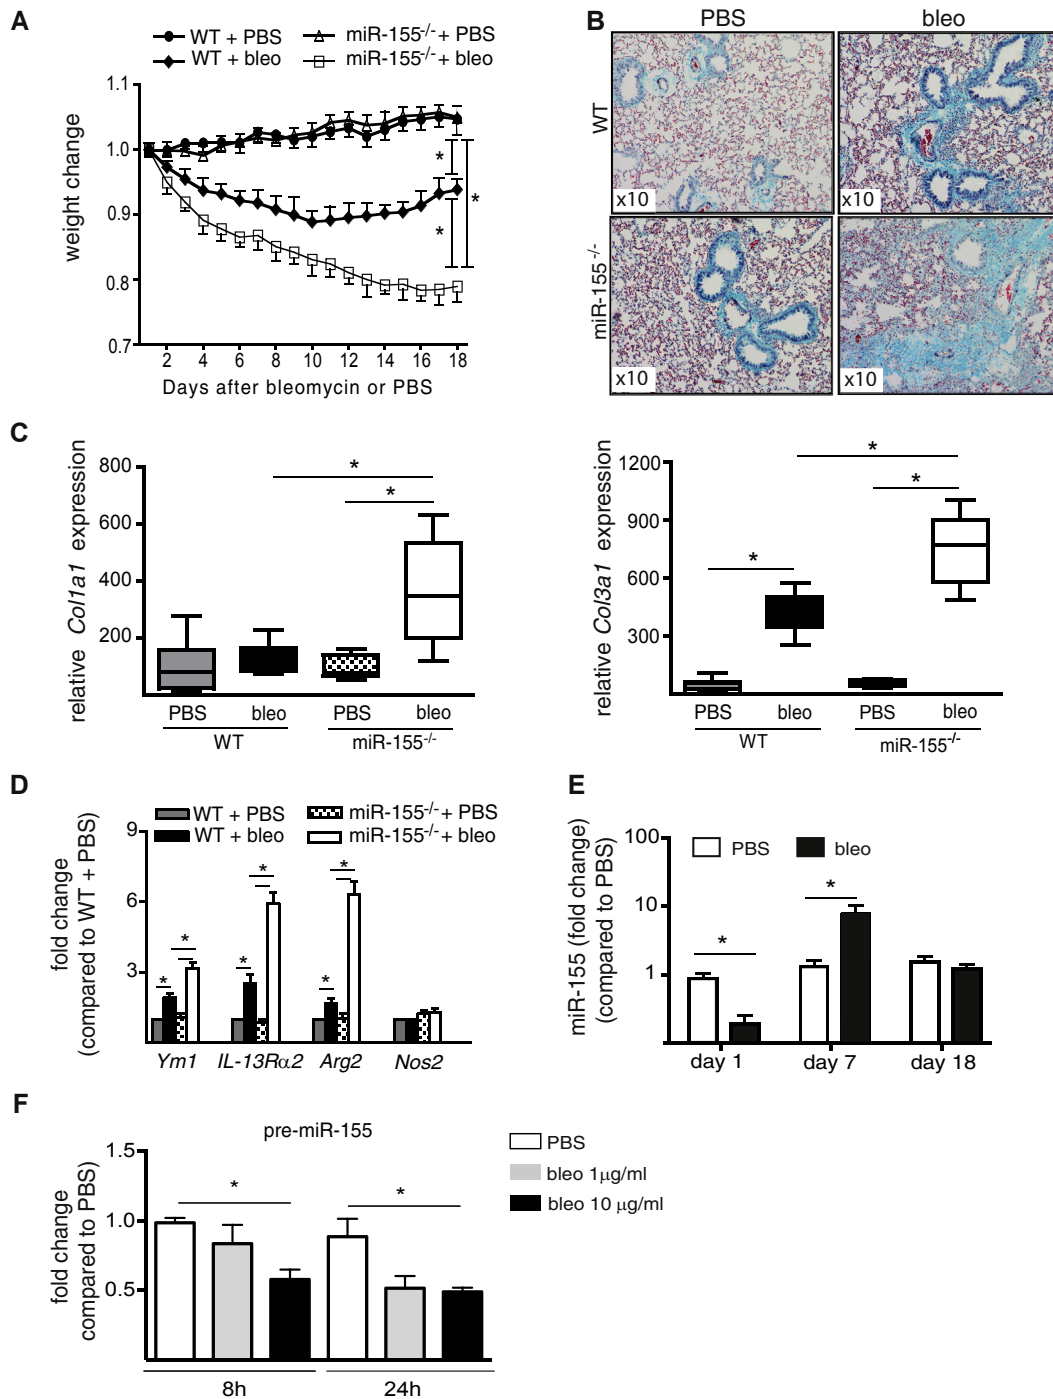 A
WT + PBS
miR-155-/- + PBS
WT + bleo
miR-155-/- + bleo
weight change
1.1
1.0
0.9
0.8
0.7
* * *
2 4 6 8 10 12 14 16 18
Days after bleomycin or PBS
B
PBS bleo
WT
miR-155-/-
x10
x10
x10
x10
C
relative Col1a1 expression
800
600
400
200
* *
PBS bleo PBS bleo
WT miR-155-/-
relative Col3a1 expression
1200
900
600
300
* * *
PBS bleo PBS bleo
WT miR-155-/-
D
WT + PBS
miR-155-/- + PBS
WT + bleo
miR-155-/- + bleo
fold change
(compared to WT + PBS)
9
6
3
* * * * * *
Ym1 IL-13Rα2 Arg2 Nos2
E
PBS bleo
miR-155 (fold change)
(compared to PBS)
100
10
1
* *
day 1 day 7 day 18
F
pre-miR-155
fold change
compared to PBS)
1.5
1.0
0.5
* *
8h 24h
PBS
bleo 1μg/ml
bleo 10 μg/ml